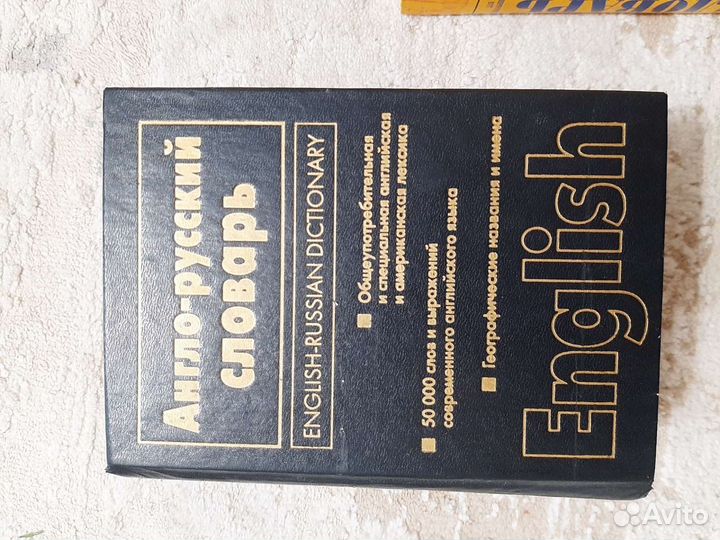 Англо-русский
словарь
ENGLISH-RUSSIAN DICTIONARY
Общеупотребительная
и специальная английская
и американская лексика
50 000 слов и выражений
современного английского языка
Географические названия и имена
English
Avito